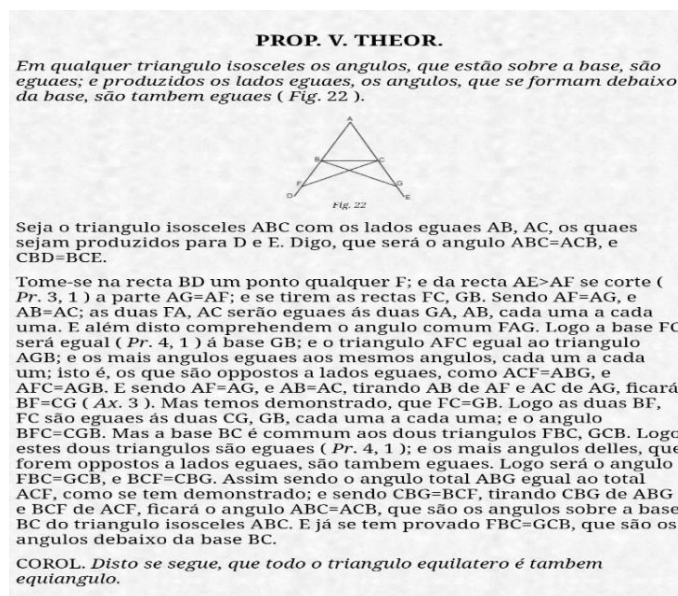 PROP. V. THEOR.
Em qualquer triangulo isosceles os angulos, que estão sobre a base, são
eguaes; e produzidos os lados eguaes, os angulos, que se formam debaixo
da base, são tambem eguaes ( Fig. 22 ).
A
B
C
F
G
D
E
Fig. 22
Seja o triangulo isosceles ABC com os lados eguaes AB, AC, os quaes
sejam produzidos para D e E. Digo, que será o angulo ABC=ACB, e
CBD=BCE.
Tome-se na recta BD um ponto qualquer F; e da recta AE>AF se corte (
Pr. 3, 1 ) a parte AG=AF; e se tirem as rectas FC, GB. Sendo AF=AG, e
AB=AC; as duas FA, AC serão eguaes ás duas GA, AB, cada uma a cada
uma. E além disto comprehendem o angulo comum FAG. Logo a base FC
será egual ( Pr. 4, 1 ) á base GB; e o triangulo AFC egual ao triangulo
AGB; e os mais angulos eguaes aos mesmos angulos, cada um a cada
um; isto é, os que são oppostos a lados eguaes, como ACF=ABG, e
AFC=AGB. E sendo AF=AG, e AB=AC, tirando AB de AF e AC de AG, ficará
BF=CG ( Ax. 3 ). Mas temos demonstrado, que FC=GB. Logo as duas BF,
FC são eguaes ás duas CG, GB, cada uma a cada uma; e o angulo
BFC=CGB. Mas a base BC é commum aos dous triangulos FBC, GCB. Logo
estes dous triangulos são eguaes ( Pr. 4, 1 ); e os mais angulos delles, que
forem oppostos a lados eguaes, são tambem eguaes. Logo será o angulo
FBC=GCB, e BCF=CBG. Assim sendo o angulo total ABG egual ao total
ACF, como se tem demonstrado; e sendo CBG=BCF, tirando CBG de ABG
e BCF de ACF, ficará o angulo ABC=ACB, que são os angulos sobre a base
BC do triangulo isosceles ABC. E já se tem provado FBC=GCB, que são os
angulos debaixo da base BC.
COROL. Disto se segue, que todo o triangulo equilatero é tambem
equiangulo.